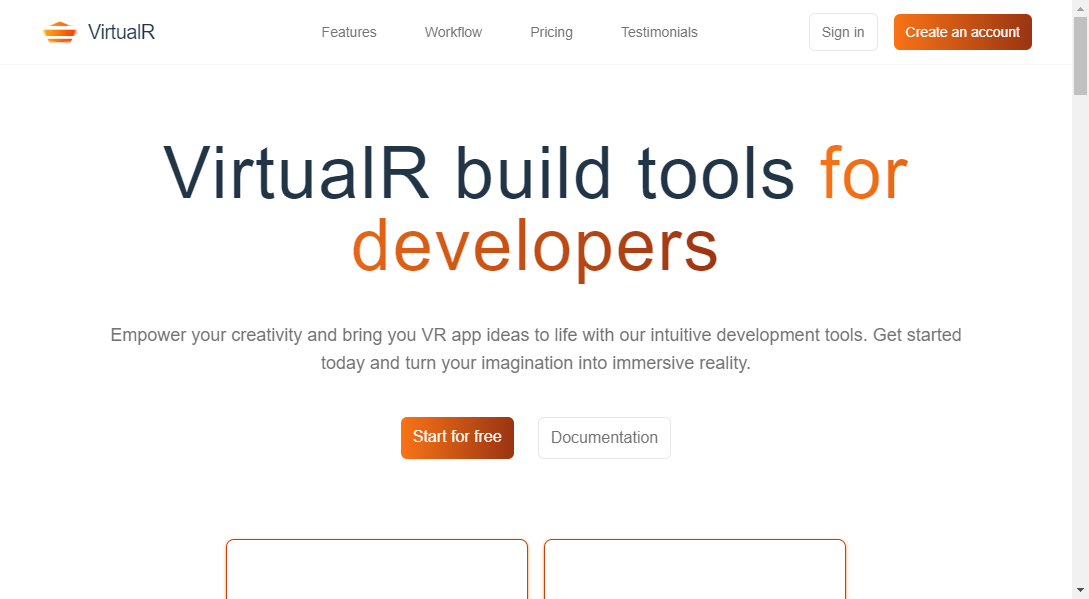 VirtualR
Features
Workflow
Pricing
Testimonials
Sign in
Create an account
VirtualR build tools for
developers
Empower your creativity and bring you VR app ideas to life with our intuitive development tools. Get started
today and turn your imagination into immersive reality.
Start for free
Documentation